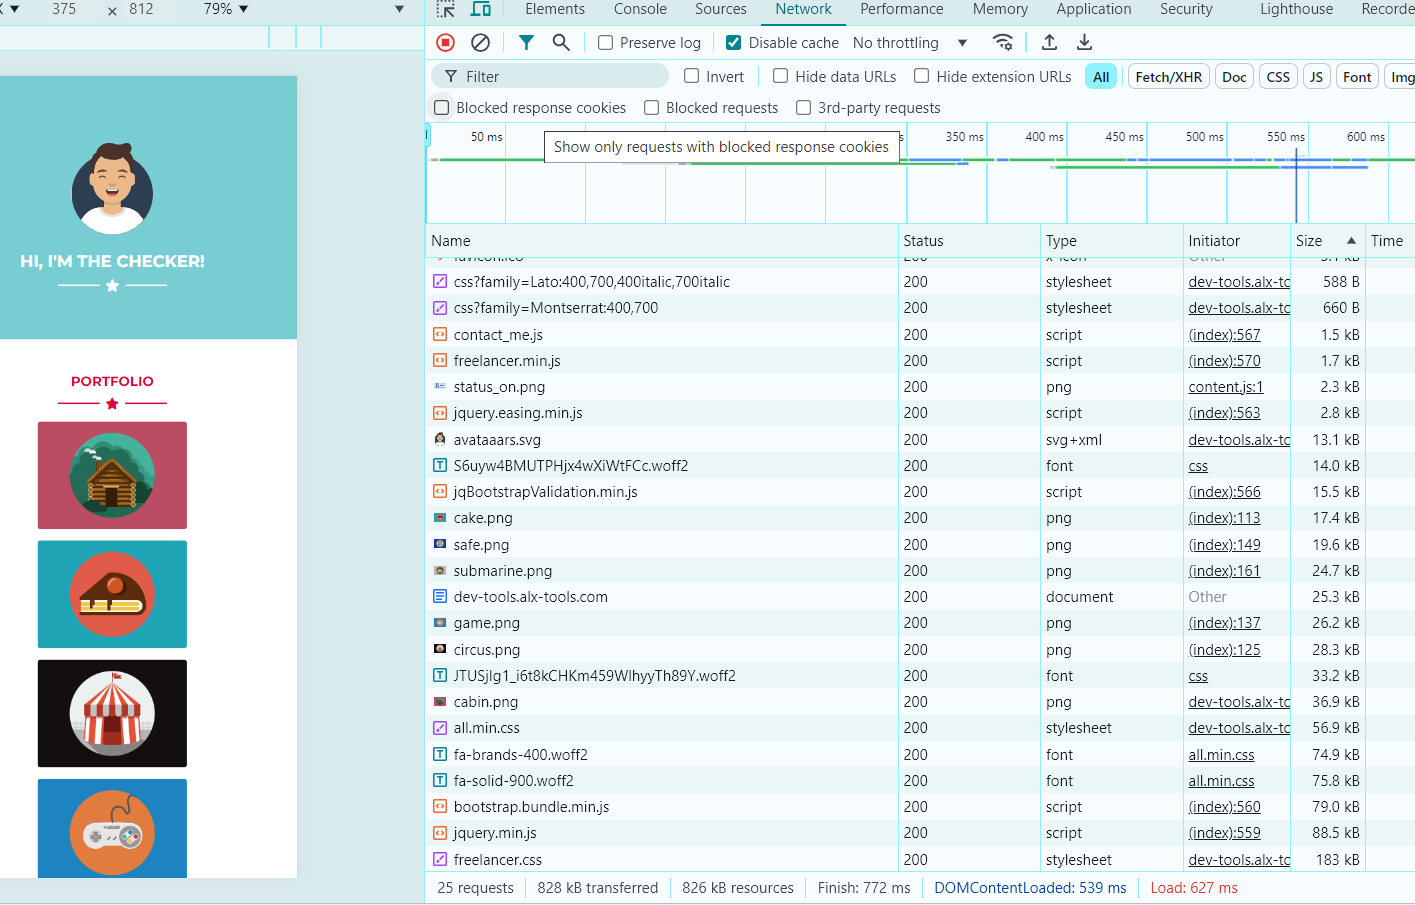 375 × 812 79%
Elements Console Sources Network Performance Memory Application Security Lighthouse Recorde
Preserve log Disable cache No throttling
Filter Invert Hide data URLs Hide extension URLs All Fetch/XHR Doc CSS JS Font Img
Blocked response cookies Blocked requests 3rd-party requests
50 ms 350 ms 400 ms 450 ms 500 ms 550 ms 600 ms
Show only requests with blocked response cookies
Name Status Type Initiator Size Time
favicon.ico 200 x-icon Other
css?family=Lato:400,700,400italic,700italic 200 stylesheet dev-tools.alx-to 588 B
css?family=Montserrat:400,700 200 stylesheet dev-tools.alx-to 660 B
contact_me.js 200 script (index):567 1.5 kB
freelancer.min.js 200 script (index):570 1.7 kB
status_on.png 200 png content.js:1 2.3 kB
jquery.easing.min.js 200 script (index):563 2.8 kB
avataaars.svg 200 svg+xml dev-tools.alx-to 13.1 kB
S6uyw4BMUTPHjx4wXiWtFCc.woff2 200 font css 14.0 kB
jqBootstrapValidation.min.js 200 script (index):566 15.5 kB
cake.png 200 png (index):113 17.4 kB
safe.png 200 png (index):149 19.6 kB
submarine.png 200 png (index):161 24.7 kB
dev-tools.alx-tools.com 200 document Other 25.3 kB
game.png 200 png (index):137 26.2 kB
circus.png 200 png (index):125 28.3 kB
JTUSjIg1_i6t8kCHKm459WlhyyTh89Y.woff2 200 font css 33.2 kB
cabin.png 200 png dev-tools.alx-to 36.9 kB
all.min.css 200 stylesheet dev-tools.alx-to 56.9 kB
fa-brands-400.woff2 200 font all.min.css 74.9 kB
fa-solid-900.woff2 200 font all.min.css 75.8 kB
bootstrap.bundle.min.js 200 script (index):560 79.0 kB
jquery.min.js 200 script (index):559 88.5 kB
freelancer.css 200 stylesheet dev-tools.alx-to 183 kB
25 requests 828 kB transferred 826 kB resources Finish: 772 ms DOMContentLoaded: 539 ms Load: 627 ms
HI, I'M THE CHECKER!
PORTFOLIO